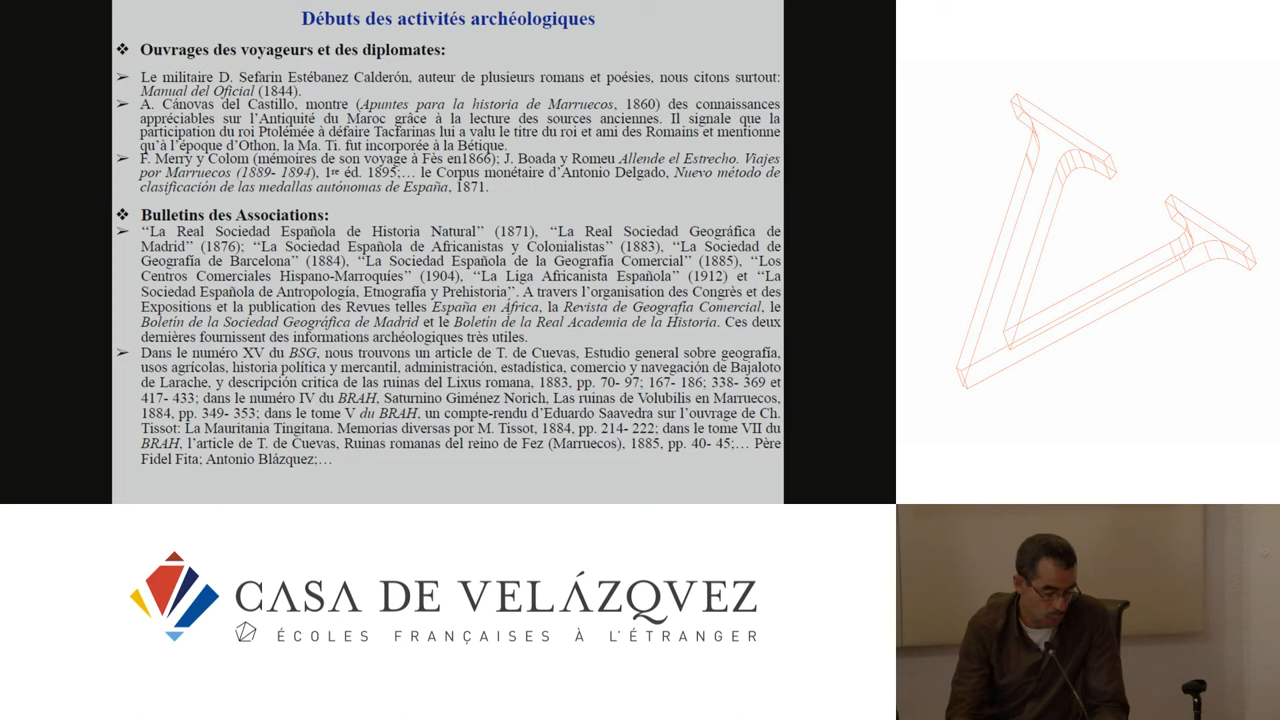 Débuts des activités archéologiques
❖ Ouvrages des voyageurs et des diplomates:
➢ Le militaire D. Sefarin Estébanez Calderón, auteur de plusieurs romans et poésies, nous citons surtout:
Manual del Oficial (1844).
➢ A. Cánovas del Castillo, montre (Apuntes para la historia de Marruecos, 1860) des connaissances
appréciables sur l'Antiquité du Maroc grâce à la lecture des sources anciennes. Il signale que la
participation du roi Ptolémée à défaire Tacfarinas lui a valu le titre du roi et ami des Romains et mentionne
qu'à l'époque d'Othon, la Ma. Ti. fut incorporée à la Bétique.
➢ F. Merry y Colom (mémoires de son voyage à Fès en1866); J. Boada y Romeu Allende el Estrecho. Viajes
por Marruecos (1889- 1894), 1re éd. 1895;… le Corpus monétaire d'Antonio Delgado, Nuevo método de
clasificación de las medallas autónomas de España, 1871.
❖ Bulletins des Associations:
➢ “La Real Sociedad Española de Historia Natural” (1871), “La Real Sociedad Geográfica de
Madrid” (1876); “La Sociedad Española de Africanistas y Colonialistas” (1883), “La Sociedad de
Geografía de Barcelona” (1884), “La Sociedad Española de la Geografía Comercial” (1885), “Los
Centros Comerciales Hispano-Marroquíes” (1904), “La Liga Africanista Española” (1912) et “La
Sociedad Española de Antropología, Etnografía y Prehistoria”. A travers l'organisation des Congrès et des
Expositions et la publication des Revues telles España en África, la Revista de Geografía Comercial, le
Boletín de la Sociedad Geográfica de Madrid et le Boletín de la Real Academia de la Historia. Ces deux
dernières fournissent des informations archéologiques très utiles.
➢ Dans le numéro XV du BSG, nous trouvons un article de T. de Cuevas, Estudio general sobre geografía,
usos agrícolas, historia política y mercantil, administración, estadística, comercio y navegación de Bajaloto
de Larache, y descripción critica de las ruinas del Lixus romana, 1883, pp. 70- 97; 167- 186; 338- 369 et
417- 433; dans le numéro IV du BRAH, Saturnino Giménez Norich, Las ruinas de Volubilis en Marruecos,
1884, pp. 349- 353; dans le tome V du BRAH, un compte-rendu d'Eduardo Saavedra sur l'ouvrage de Ch.
Tissot: La Mauritania Tingitana. Memorias diversas por M. Tissot, 1884, pp. 214- 222; dans le tome VII du
BRAH, l'article de T. de Cuevas, Ruinas romanas del reino de Fez (Marruecos), 1885, pp. 40- 45;… Père
Fidel Fita; Antonio Blázquez;…
CASA DE VELÁZQVEZ
ÉCOLES FRANÇAISES À L'ÉTRANGER